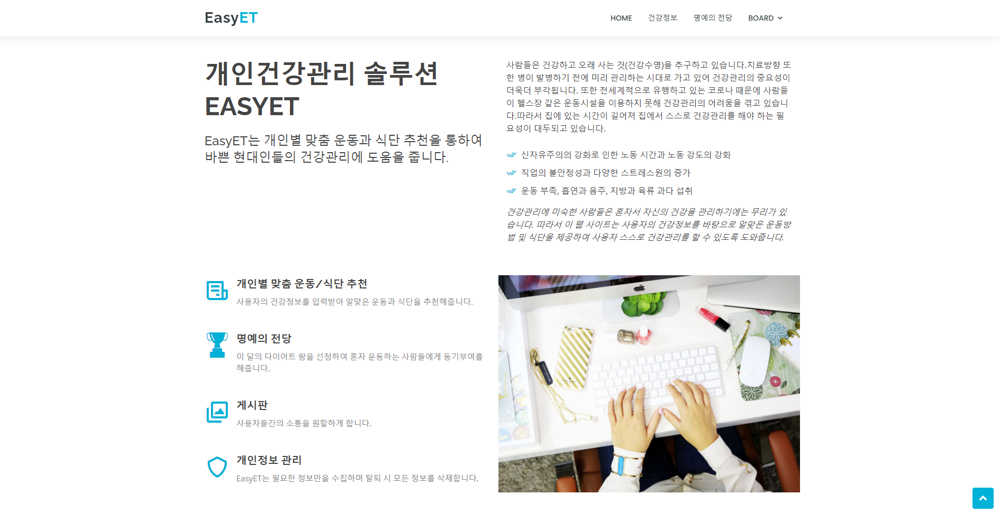 EasyET
HOME 건강정보 명예의 전당 BOARD
개인건강관리 솔루션
EASYET
EasyET는 개인별 맞춤 운동과 식단 추천을 통하여
바쁜 현대인들의 건강관리에 도움을 줍니다.
사람들은 건강하고 오래 사는 것(건강수명)을 추구하고 있습니다.치료방향 또
한 병이 발병하기 전에 미리 관리하는 시대로 가고 있어 건강관리의 중요성이
더욱더 부각됩니다. 또한 전세계적으로 유행하고 있는 코로나 때문에 사람들
이 헬스장 같은 운동시설을 이용하지 못해 건강관리의 어려움을 겪고 있습니
다.따라서 집에 있는 시간이 길어져 집에서 스스로 건강관리를 해야 하는 필
요성이 대두되고 있습니다.
신자유주의의 강화로 인한 노동 시간과 노동 강도의 강화
직업의 불안정성과 다양한 스트레스원의 증가
운동 부족, 흡연과 음주, 지방과 육류 과다 섭취
건강관리에 미숙한 사람들은 혼자서 자신의 건강을 관리하기에는 무리가 있
습니다. 따라서 이 웹 사이트는 사용자의 건강정보를 바탕으로 알맞은 운동방
법 및 식단을 제공하여 사용자 스스로 건강관리를 할 수 있도록 도와줍니다.
개인별 맞춤 운동/식단 추천
사용자의 건강정보를 입력받아 알맞은 운동과 식단을 추천해줍니다.
명예의 전당
이 달의 다이어트 왕을 선정하여 혼자 운동하는 사람들에게 동기부여를
해줍니다.
게시판
사용자들간의 소통을 원할하게 합니다.
개인정보 관리
EasyET는 필요한 정보만을 수집하며 탈퇴 시 모든 정보를 삭제합니다.